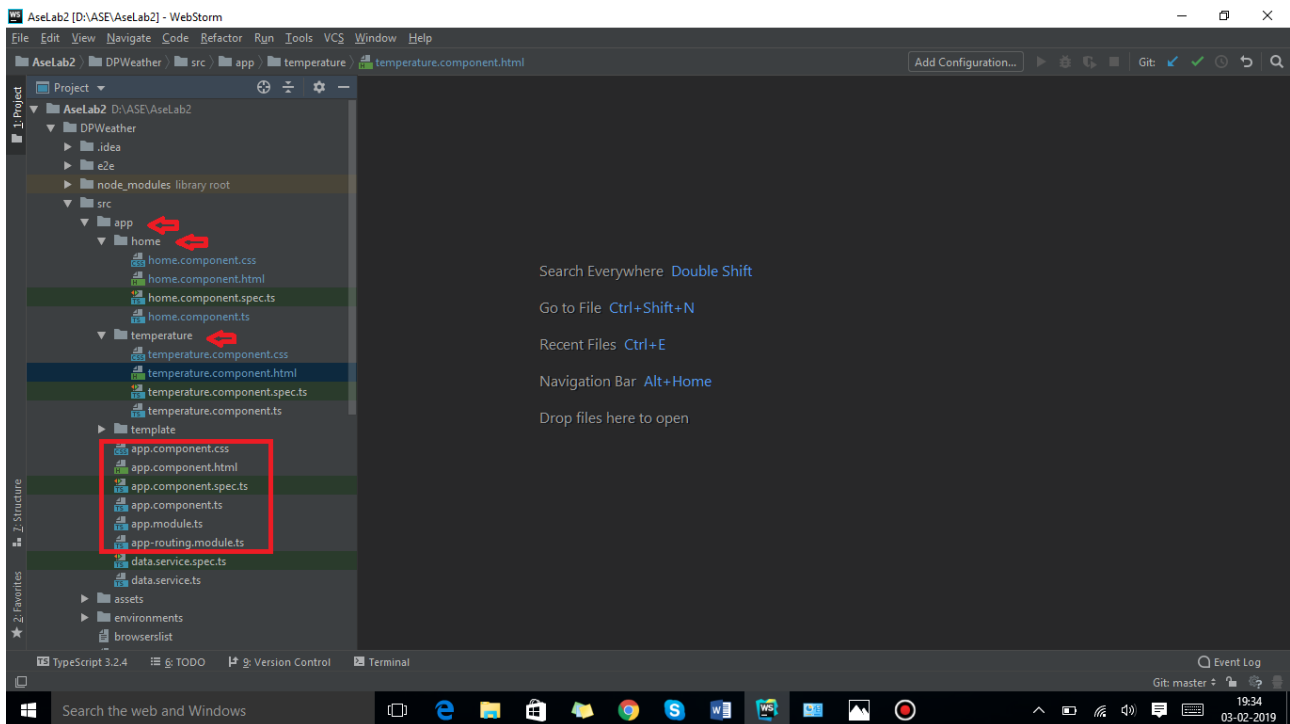 WS AseLab2 [D:\ASE\AseLab2] - WebStorm
File Edit View Navigate Code Refactor Run Tools VCS Window Help
AseLab2 DPWeather src app temperature temperature.component.html Add Configuration... Git:
1: Project
Project
AseLab2 D:\ASE\AseLab2
DPWeather
.idea
e2e
node_modules library root
src
app
home
home.component.css
home.component.html
home.component.spec.ts
home.component.ts
temperature
temperature.component.css
temperature.component.html
temperature.component.spec.ts
temperature.component.ts
template
app.component.css
app.component.html
app.component.spec.ts
app.component.ts
app.module.ts
app-routing.module.ts
data.service.spec.ts
data.service.ts
assets
environments
browserslist
7: Structure
2: Favorites
Search Everywhere Double Shift
Go to File Ctrl+Shift+N
Recent Files Ctrl+E
Navigation Bar Alt+Home
Drop files here to open
TypeScript 3.2.4 6: TODO 9: Version Control Terminal Event Log
Git: master
Search the web and Windows
19:34
03-02-2019